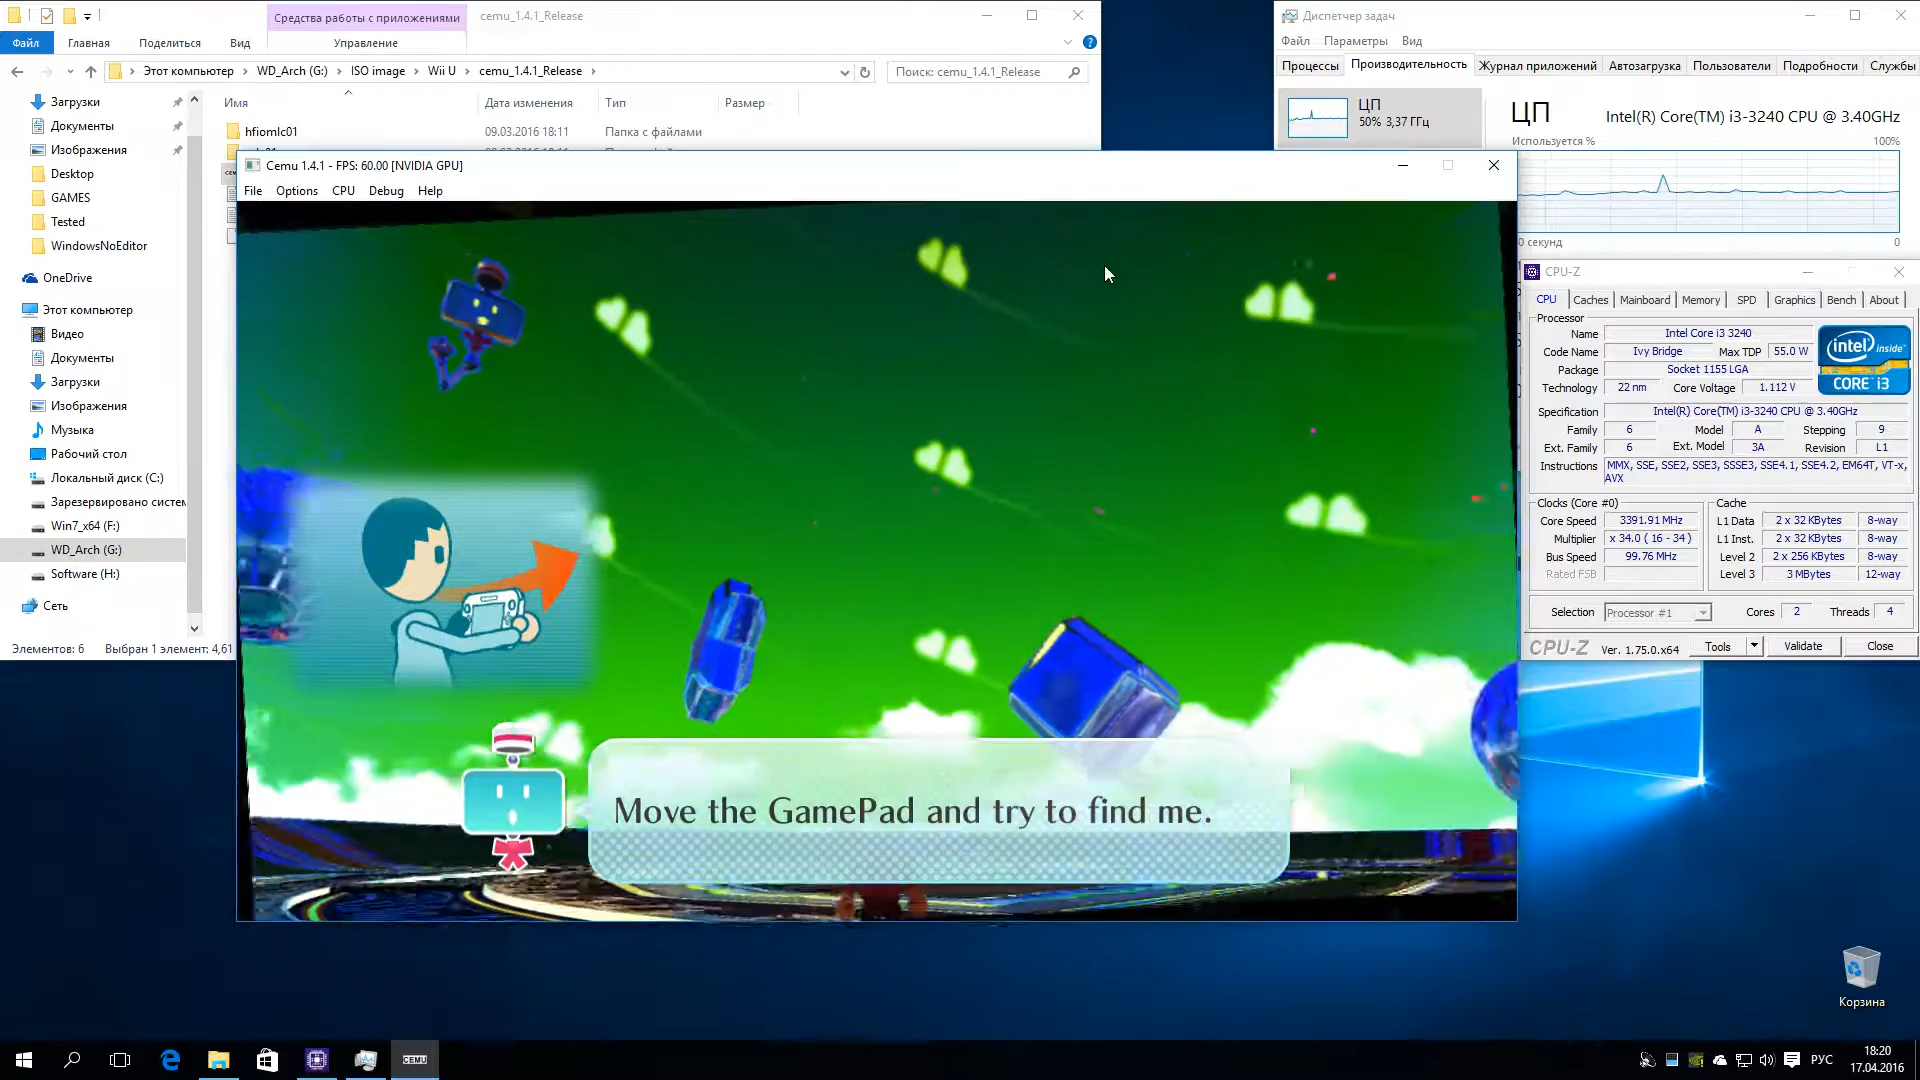 Средства работы с приложениями
cemu_1.4.1_Release
Файл
Главная
Поделиться
Вид
Управление
Этот компьютер
WD_Arch (G:)
ISO image
Wii U
cemu_1.4.1_Release
Поиск: cemu_1.4.1_Release
Имя
Дата изменения
Тип
Размер
hfiomlc01
09.03.2016 18:11
Папка с файлами
Загрузки
Документы
Изображения
Desktop
GAMES
Tested
WindowsNoEditor
OneDrive
Этот компьютер
Видео
Документы
Загрузки
Изображения
Музыка
Рабочий стол
Локальный диск (C:)
Зарезервировано систем
Win7_x64 (F:)
WD_Arch (G:)
Software (H:)
Сеть
Элементов: 6
Выбран 1 элемент: 4,61
Cemu 1.4.1 - FPS: 60.00 [NVIDIA GPU]
File Options CPU Debug Help
Move the GamePad and try to find me.
Диспетчер задач
Файл Параметры Вид
Процессы Производительность Журнал приложений Автозагрузка Пользователи Подробности Службы
ЦП
50% 3,37 ГГц
ЦП
Intel(R) Core(TM) i3-3240 CPU @ 3.40GHz
Используется %
100%
0 секунд
0
CPU-Z
CPU Caches Mainboard Memory SPD Graphics Bench About
Processor
Name Intel Core i3 3240
Code Name Ivy Bridge Max TDP 55.0 W
Package Socket 1155 LGA
Technology 22 nm Core Voltage 1.112 V
intel inside
CORE i3
Specification Intel(R) Core(TM) i3-3240 CPU @ 3.40GHz
Family 6 Model A Stepping 9
Ext. Family 6 Ext. Model 3A Revision L1
Instructions MMX, SSE, SSE2, SSE3, SSSE3, SSE4.1, SSE4.2, EM64T, VT-x,
AVX
Clocks (Core #0)
Core Speed 3391.91 MHz
Multiplier x 34.0 ( 16 - 34 )
Bus Speed 99.76 MHz
Rated FSB
Cache
L1 Data 2 x 32 KBytes 8-way
L1 Inst. 2 x 32 KBytes 8-way
Level 2 2 x 256 KBytes 8-way
Level 3 3 MBytes 12-way
Selection Processor #1 Cores 2 Threads 4
CPU-Z Ver. 1.75.0.x64 Tools Validate Close
Корзина
CEMU
РУС
18:20
17.04.2016